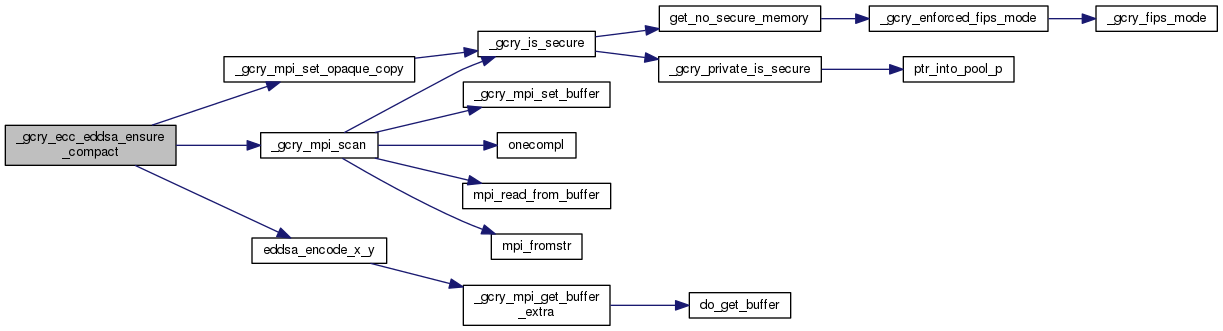 _gcry_ecc_eddsa_ensure
_compact
_gcry_mpi_set_opaque_copy
_gcry_mpi_scan
eddsa_encode_x_y
_gcry_is_secure
_gcry_mpi_set_buffer
onecompl
mpi_read_from_buffer
mpi_fromstr
_gcry_mpi_get_buffer
_extra
get_no_secure_memory
_gcry_private_is_secure
do_get_buffer
_gcry_enforced_fips_mode
ptr_into_pool_p
_gcry_fips_mode